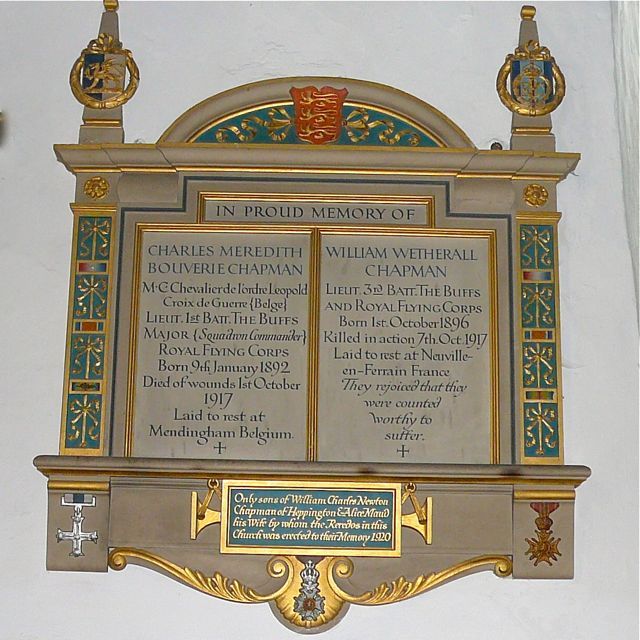 IN PROUD MEMORY OF
CHARLES MEREDITH
BOUVERIE CHAPMAN
M·C Chevalier de l'ordre Leopold
Croix de Guerre {Belge}
LIEUT. 1st BATT. THE BUFFS
MAJOR {Squadron Commander}
ROYAL FLYING CORPS
Born 9th January 1892
Died of wounds 1st October
1917
Laid to rest at
Mendingham Belgium.
WILLIAM WETHERALL
CHAPMAN
LIEUT. 3rd BATT. THE BUFFS
AND ROYAL FLYING CORPS
Born 1st October 1896
Killed in action 7th Oct. 1917
Laid to rest at Neuville-
en-Ferrain France
They rejoiced that they
were counted
worthy to
suffer.
Only sons of William Charles Newton
Chapman of Heppington & Alice Maud
his Wife by whom the Reredos in this
Church was erected to their Memory 1920